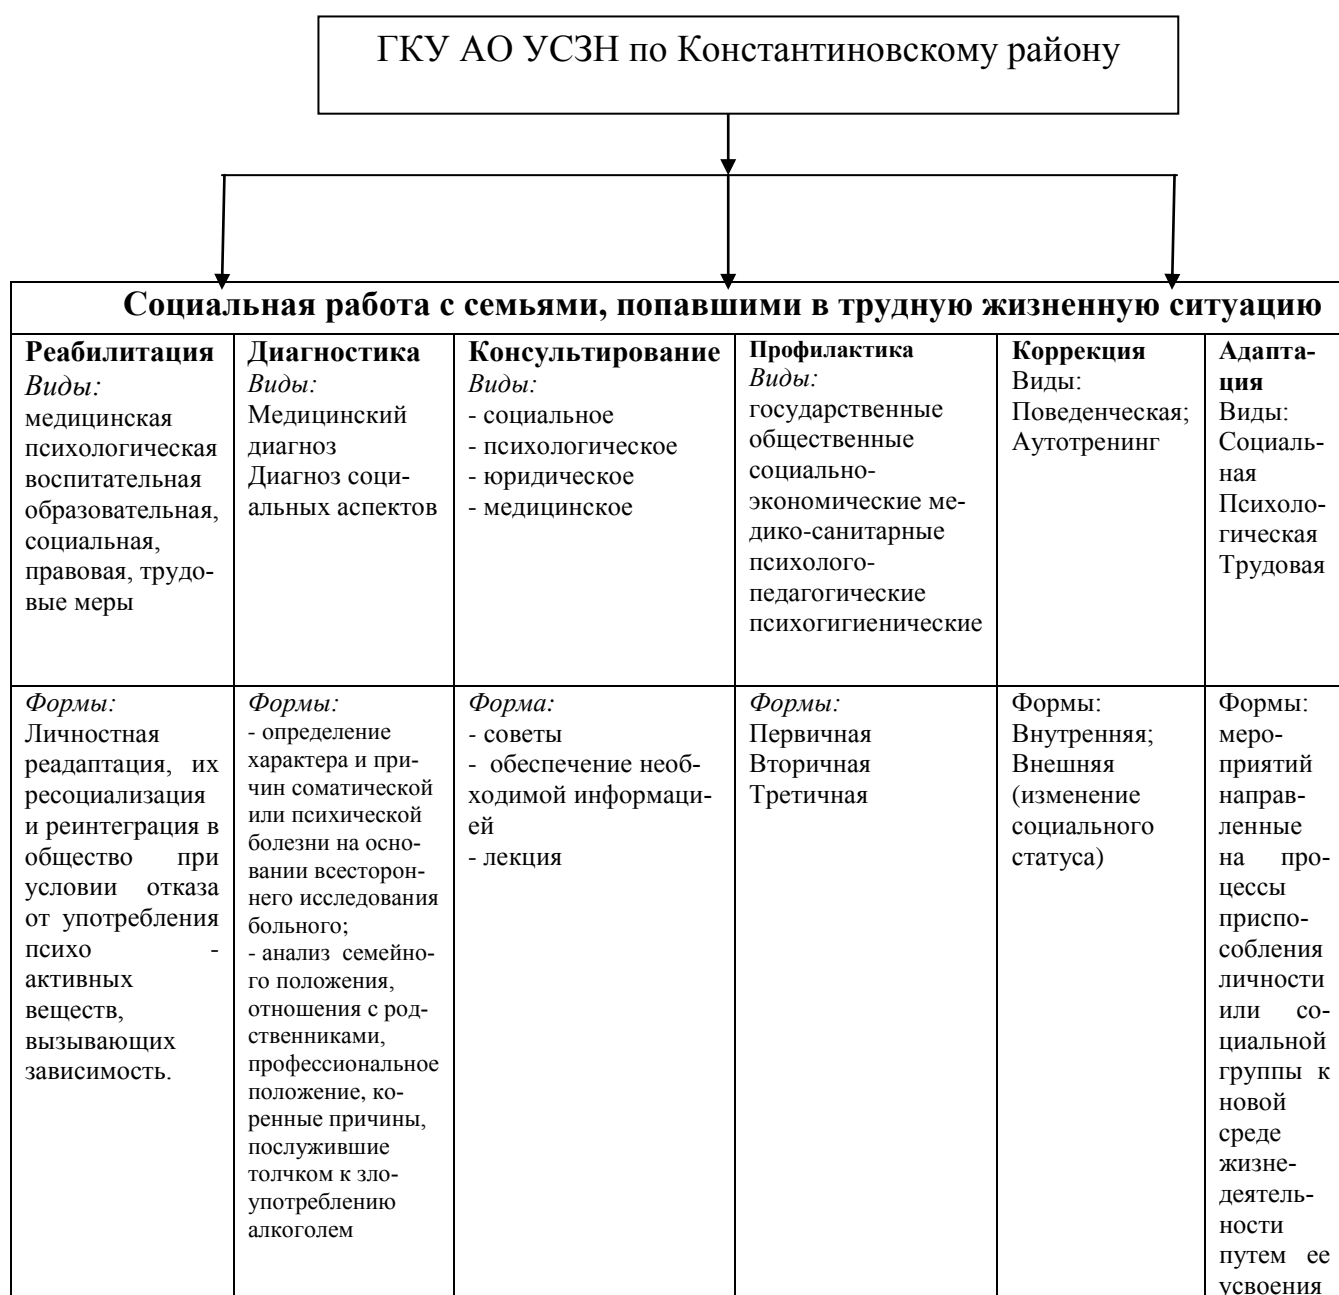 ГКУ АО УСЗН по Константиновскому району
Социальная работа с семьями, попавшими в трудную жизненную ситуацию
Реабилитация
Виды:
медицинская
психологическая
воспитательная
образовательная,
социальная,
правовая, трудо-
вые меры
Диагностика
Виды:
Медицинский
диагноз
Диагноз соци-
альных аспектов
Консультирование
Виды:
- социальное
- психологическое
- юридическое
- медицинское
Профилактика
Виды:
государственные
общественные
социально-
экономические ме-
дико-санитарные
психолого-
педагогические
психогигиенические
Коррекция
Виды:
Поведенческая;
Аутотренинг
Адапта-
ция
Виды:
Социаль-
ная
Психоло-
гическая
Трудовая
Формы:
Личностная
реадаптация, их
ресоциализация
и реинтеграция в
общество при
условии отказа
от употребления
психо -
активных
веществ,
вызывающих
зависимость.
Формы:
- определение
характера и при-
чин соматической
или психической
болезни на осно-
вании всесторон-
него исследования
больного;
- анализ семейно-
го положения,
отношения с род-
ственниками,
профессиональное
положение, ко-
ренные причины,
послужившие
толчком к зло-
употреблению
алкоголем
Форма:
- советы
- обеспечение необ-
ходимой информаци-
ей
- лекция
Формы:
Первичная
Вторичная
Третичная
Формы:
Внутренняя;
Внешняя
(изменение
социального
статуса)
Формы:
меро-
приятий
направ-
ленные
на про-
цессы
приспо-
собления
личности
или со-
циальной
группы к
новой
среде
жизне-
деятель-
ности
путем ее
усвоения